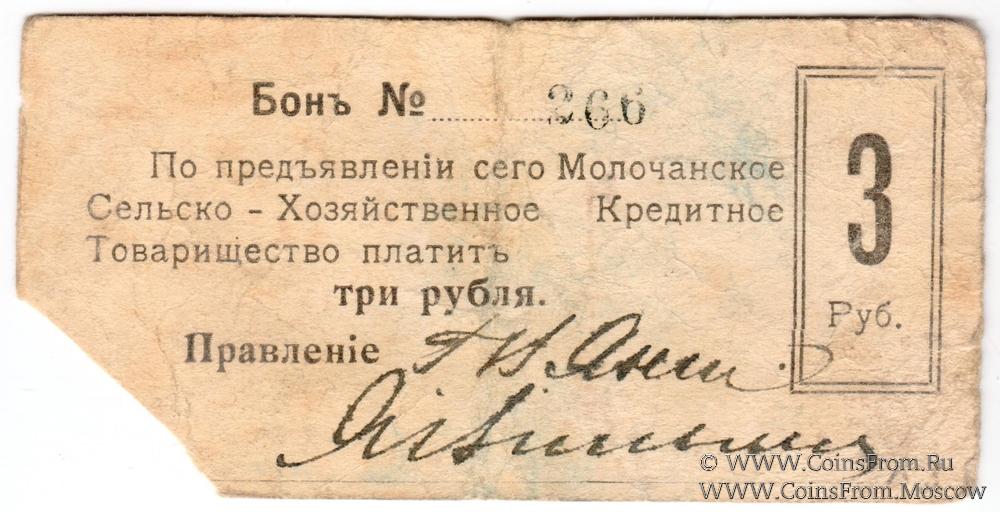 Бонъ № 266
По предъявленіи сего Молочанское
Сельско - Хозяйственное Кредитное
Товарищество платитъ
три рубля.
Правленіе
3
Руб.
© WWW.CoinsFrom.Ru
WWW.CoinsFrom.Moscow